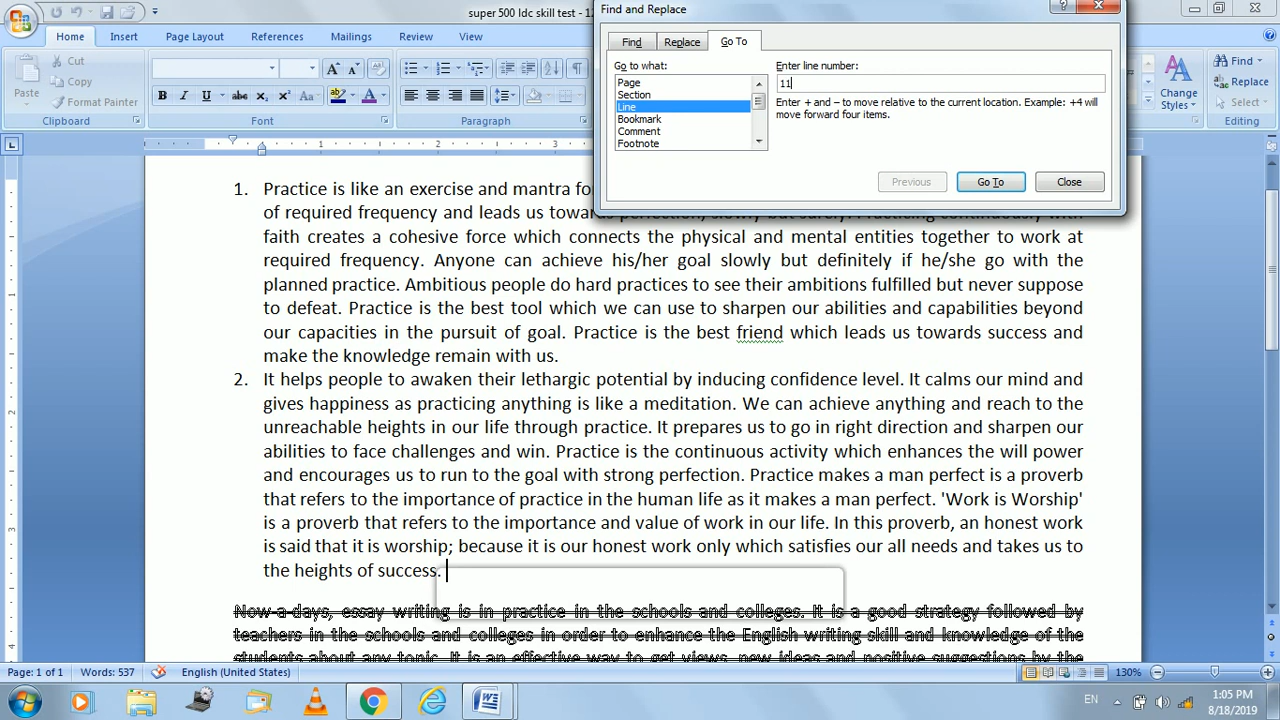 super 500 ldc skill test - 1
Find and Replace
Home Insert Page Layout References Mailings Review View
Find Replace Go To
Go to what: Enter line number:
Page 11
Section
Line
Bookmark
Comment
Footnote
Enter + and – to move relative to the current location. Example: +4 will
move forward four items.
Previous Go To Close
Paste
Cut
Copy
Format Painter
Clipboard Font Paragraph
Change
Styles
Find
Replace
Select
Editing
1. Practice is like an exercise and mantra fo
of required frequency and leads us towards perfection, slowly but surely. Practicing continuously with
faith creates a cohesive force which connects the physical and mental entities together to work at
required frequency. Anyone can achieve his/her goal slowly but definitely if he/she go with the
planned practice. Ambitious people do hard practices to see their ambitions fulfilled but never suppose
to defeat. Practice is the best tool which we can use to sharpen our abilities and capabilities beyond
our capacities in the pursuit of goal. Practice is the best friend which leads us towards success and
make the knowledge remain with us.
2. It helps people to awaken their lethargic potential by inducing confidence level. It calms our mind and
gives happiness as practicing anything is like a meditation. We can achieve anything and reach to the
unreachable heights in our life through practice. It prepares us to go in right direction and sharpen our
abilities to face challenges and win. Practice is the continuous activity which enhances the will power
and encourages us to run to the goal with strong perfection. Practice makes a man perfect is a proverb
that refers to the importance of practice in the human life as it makes a man perfect. 'Work is Worship'
is a proverb that refers to the importance and value of work in our life. In this proverb, an honest work
is said that it is worship; because it is our honest work only which satisfies our all needs and takes us to
the heights of success.
Now-a-days, essay writing is in practice in the schools and colleges. It is a good strategy followed by
teachers in the schools and colleges in order to enhance the English writing skill and knowledge of the
students about any topic. It is an effective way to get views, new ideas and positive suggestions by the
Page: 1 of 1 Words: 537 English (United States) 130%
EN 1:05 PM
8/18/2019